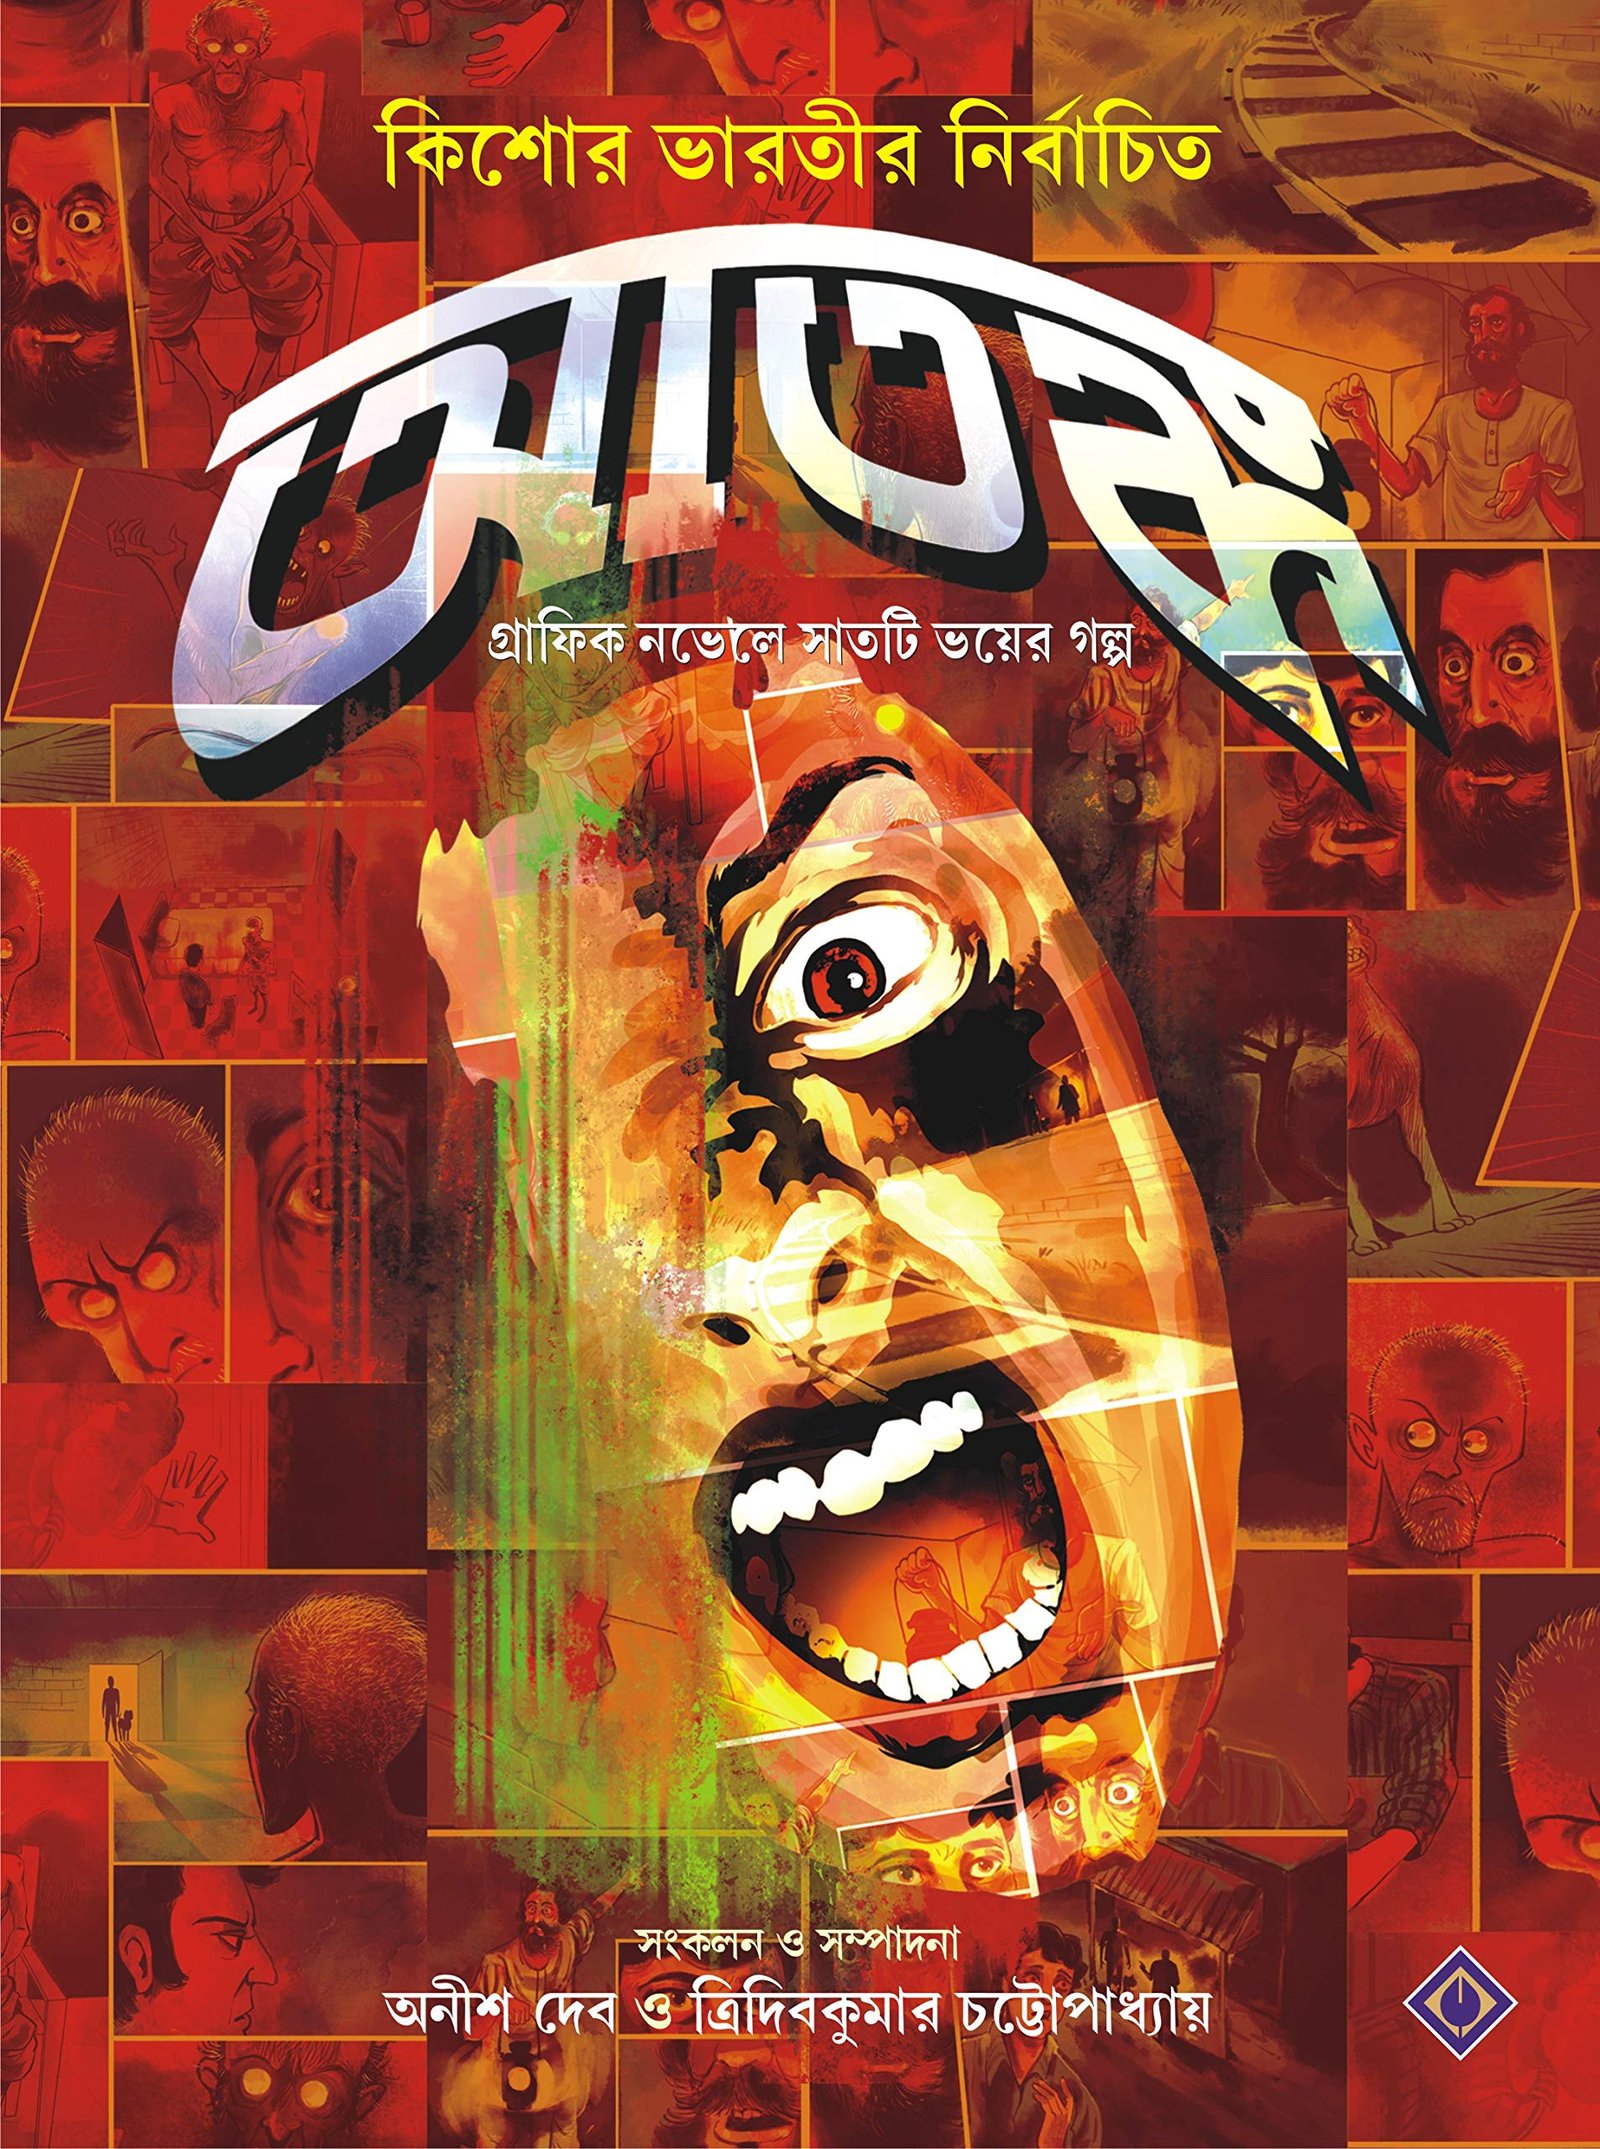 কিশোর ভারতীর নির্বাচিত
আতঙ্ক
গ্রাফিক নভেলে সাতটি ভয়ের গল্প
সংকলন ও সম্পাদনা
অনীশ দেব ও ত্রিদিবকুমার চট্টোপাধ্যায়